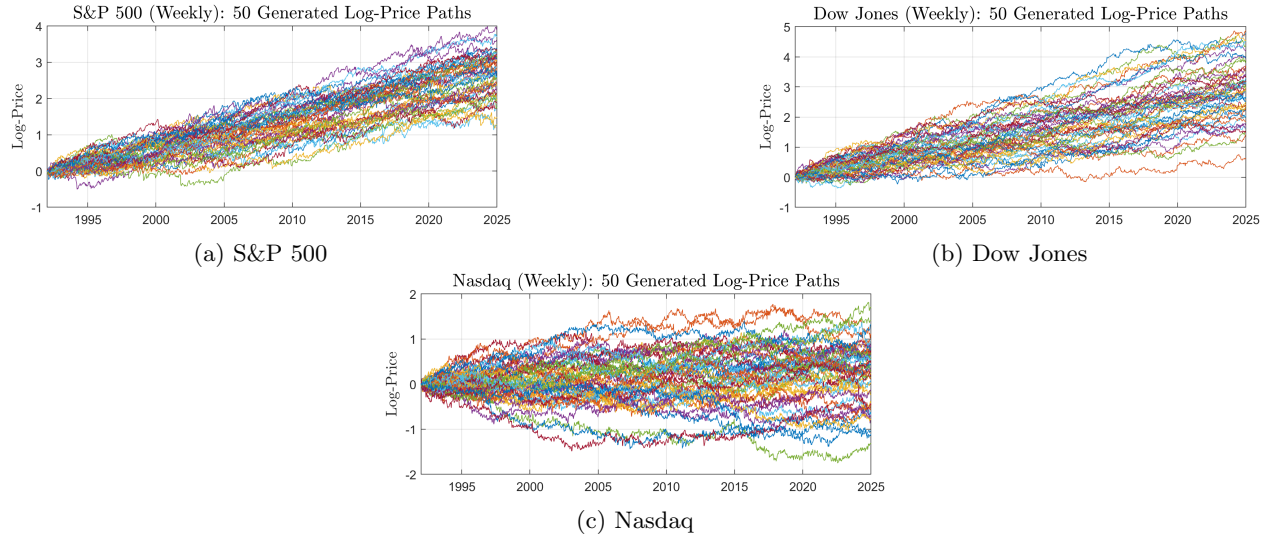 S&P 500 (Weekly): 50 Generated Log-Price Paths
4
3
2
1
0
-1
Log-Price
1995 2000 2005 2010 2015 2020 2025
(a) S&P 500
Dow Jones (Weekly): 50 Generated Log-Price Paths
5
4
3
2
1
0
-1
Log-Price
1995 2000 2005 2010 2015 2020 2025
(b) Dow Jones
Nasdaq (Weekly): 50 Generated Log-Price Paths
2
1
0
-1
-2
Log-Price
1995 2000 2005 2010 2015 2020 2025
(c) Nasdaq